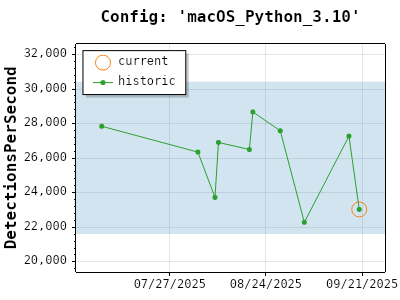 Config: 'macOS_Python_3.10'
current
historic
DetectionsPerSecond
32,000
30,000
28,000
26,000
24,000
22,000
20,000
07/27/2025 08/24/2025 09/21/2025